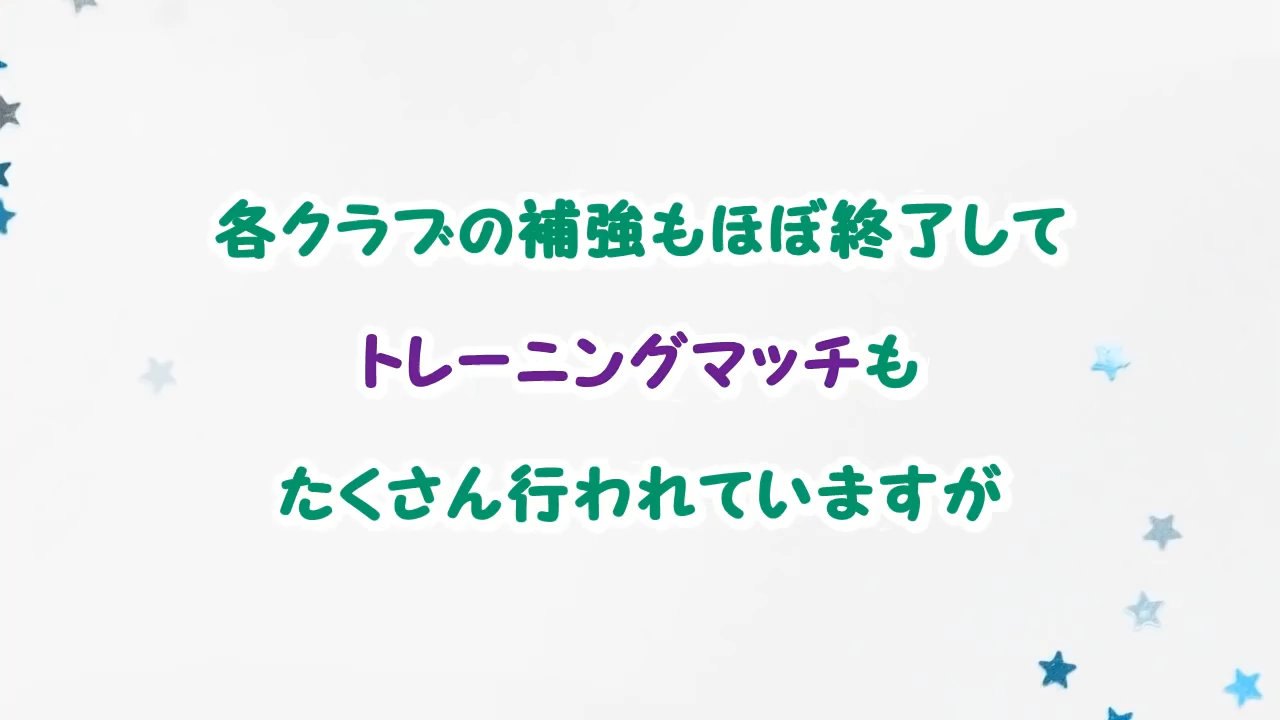 各クラブの補強もほぼ終了して
トレーニングマッチも
たくさん行われていますが